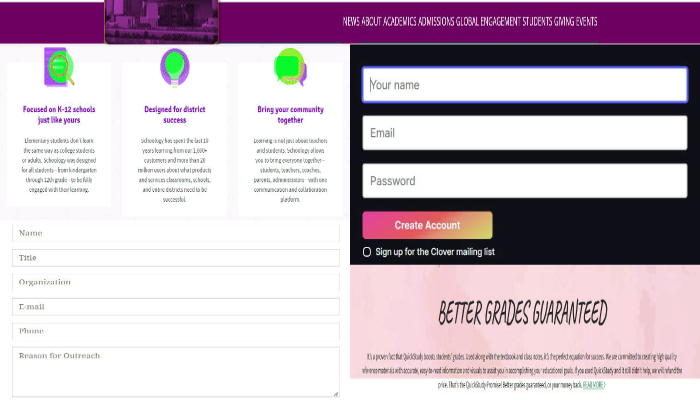 NEWS ABOUT ACADEMICS ADMISSIONS GLOBAL ENGAGEMENT STUDENTS GIVING EVENTS
Focused on K-12 schools
just like yours
Elementary students don't learn
the same way as college students
or adults. Schoology was designed
for all students - from kindergarten
through 12th grade - to be fully
engaged with their learning.
Designed for district
success
Schoology has spent the last 10
years learning from our 1,600+
customers and more than 20
million users about what products
and services classrooms, schools,
and entire districts need to be
successful.
Bring your community
together
Learning is not just about teachers
and students. Schoology allows
you to bring everyone together -
students, teachers, coaches,
parents, administrators - with one
communication and collaboration
platform.
Name
Title
Organization
E-mail
Phone
Reason for Outreach
Your name
Email
Password
Create Account
Sign up for the Clover mailing list
BETTER GRADES GUARANTEED
It's a proven fact that QuickStudy boosts students' grades. Used along with the textbook and class notes, it's the perfect equation for success. We are committed to creating high quality
reference materials with accurate, easy-to-read information and visuals to assist you in accomplishing your educational goals. If you used QuickStudy and it still didn't help, we will refund the
price. That's the QuickStudy Promise! Better grades guaranteed, or your money back. READ MORE>